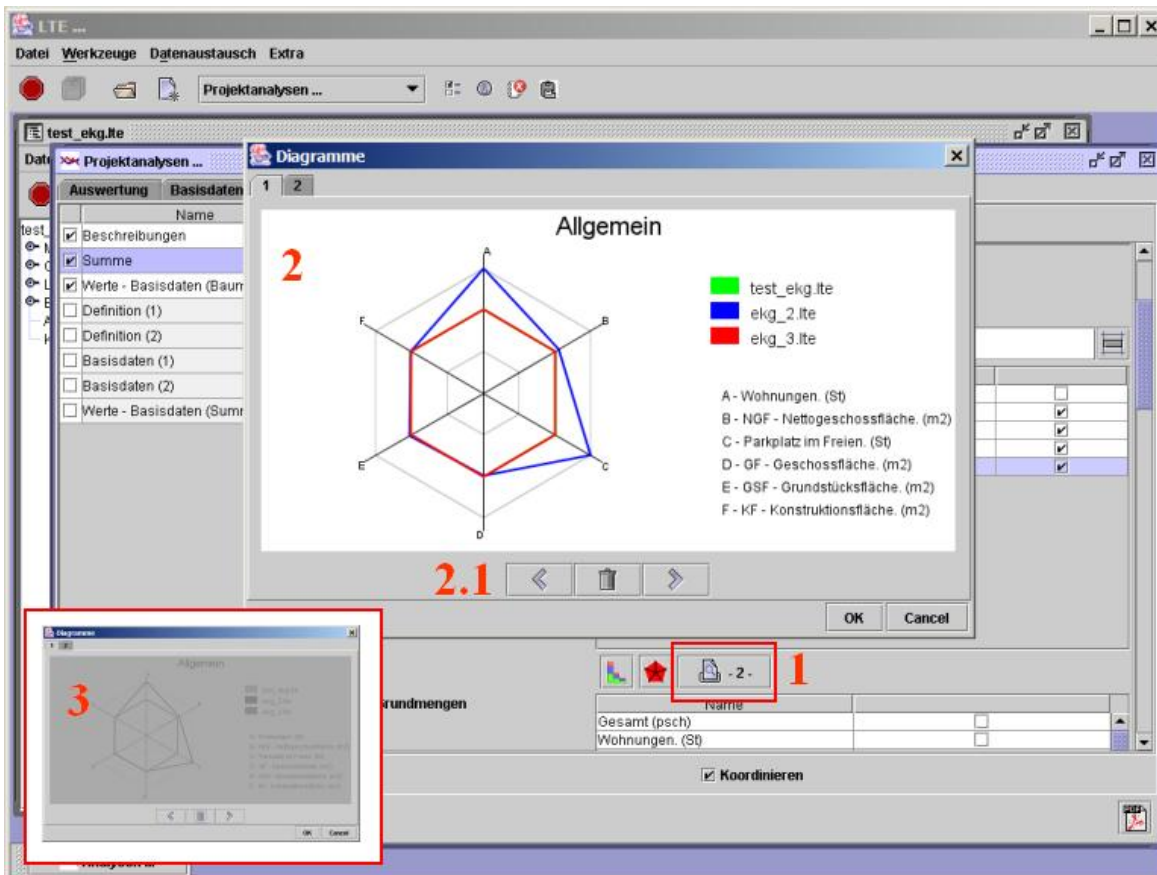 LTE ...
Datei Werkzeuge Datenaustausch Extra
Projektanalysen ...
test_ekg.lte
Projektanalysen ...
Diagramme
Auswertung Basisdaten
1 2
Name
Beschreibungen
Summe
Werte - Basisdaten
Definition (1)
Definition (2)
Basisdaten (1)
Basisdaten (2)
Werte - Basisdaten
Allgemein
2
A
B
C
D
E
F
test_ekg.lte
ekg_2.lte
ekg_3.lte
A - Wohnungen. (St)
B - NGF - Nettogeschossfläche. (m2)
C - Parkplatz im Freien. (St)
D - GF - Geschossfläche. (m2)
E - GSF - Grundstücksfläche. (m2)
F - KF - Konstruktionsfläche. (m2)
2.1
OK Cancel
- 2 -
1
Name
Gesamt (psch)
Wohnungen. (St)
Koordinieren
Diagramme
1 2
Allgemein
3
OK Cancel